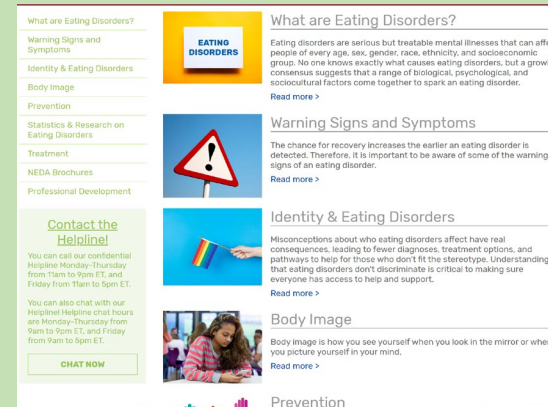 What are Eating Disorders?
Warning Signs and
Symptoms
Identity & Eating Disorders
Body Image
Prevention
Statistics & Research on
Eating Disorders
Treatment
NEDA Brochures
Professional Development
Contact the
Helpline!
You can call our confidential
Helpline Monday-Thursday
from 11am to 9pm ET, and
Friday from 11am to 5pm ET.
You can also chat with our
Helpline! Helpline chat hours
are Monday-Thursday from
9am to 9pm ET, and Friday
from 9am to 5pm ET.
CHAT NOW
EATING
DISORDERS
What are Eating Disorders?
Eating disorders are serious but treatable mental illnesses that can affe
people of every age, sex, gender, race, ethnicity, and socioeconomic
group. No one knows exactly what causes eating disorders, but a growi
consensus suggests that a range of biological, psychological, and
sociocultural factors come together to spark an eating disorder.
Read more >
!
Warning Signs and Symptoms
The chance for recovery increases the earlier an eating disorder is
detected. Therefore, it is important to be aware of some of the warning
signs of an eating disorder.
Read more >
Identity & Eating Disorders
Misconceptions about who eating disorders affect have real
consequences, leading to fewer diagnoses, treatment options, and
pathways to help for those who don't fit the stereotype. Understanding
that eating disorders don't discriminate is critical to making sure
everyone has access to help and support.
Read more >
Body Image
Body image is how you see yourself when you look in the mirror or when
you picture yourself in your mind.
Read more >
Prevention